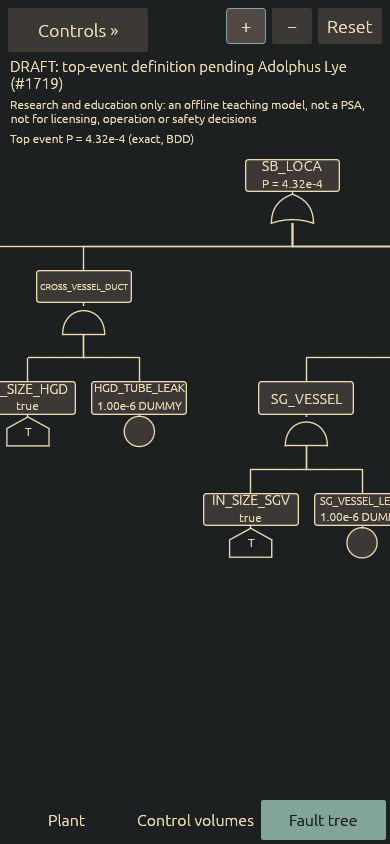 Controls »
+
−
Reset
DRAFT: top-event definition pending Adolphus Lye
(#1719)
Research and education only: an offline teaching model, not a PSA,
not for licensing, operation or safety decisions
Top event P = 4.32e-4 (exact, BDD)
SB_LOCA
P = 4.32e-4
CROSS_VESSEL_DUCT
_SIZE_HGD
true
T
HGD_TUBE_LEAK
1.00e-6 DUMMY
SG_VESSEL
IN_SIZE_SGV
true
T
SG_VESSEL_LE
1.00e-6 DUMM
Plant
Control volumes
Fault tree